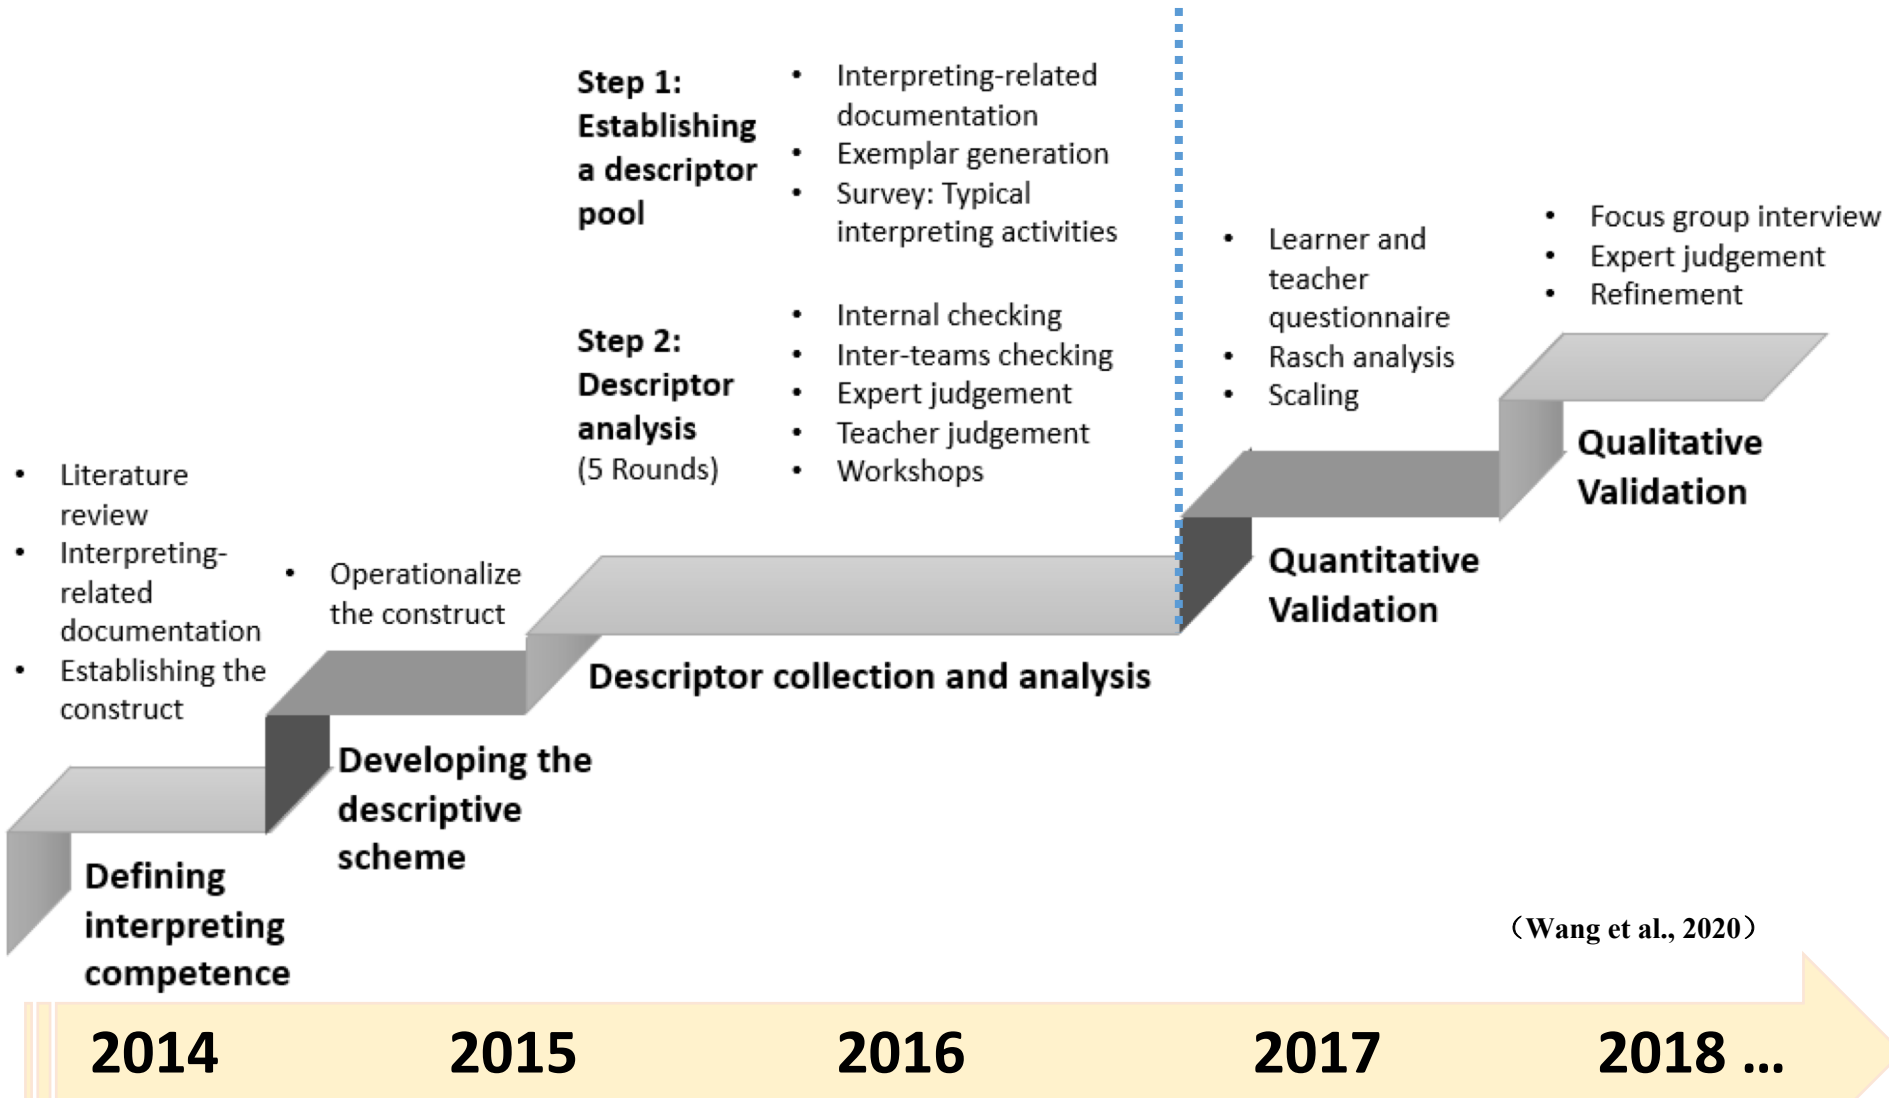 Step 1:
Establishing
a descriptor
pool
• Interpreting-related
documentation
• Exemplar generation
• Survey: Typical
interpreting activities
Step 2:
Descriptor
analysis
(5 Rounds)
• Internal checking
• Inter-teams checking
• Expert judgement
• Teacher judgement
• Workshops
• Learner and
teacher
questionnaire
• Rasch analysis
• Scaling
• Focus group interview
• Expert judgement
• Refinement
• Literature
review
• Interpreting-
related
documentation
• Establishing the
construct
• Operationalize
the construct
Defining
interpreting
competence
Developing the
descriptive
scheme
Descriptor collection and analysis
Quantitative
Validation
Qualitative
Validation
（Wang et al., 2020）
2014 2015 2016 2017 2018 ...